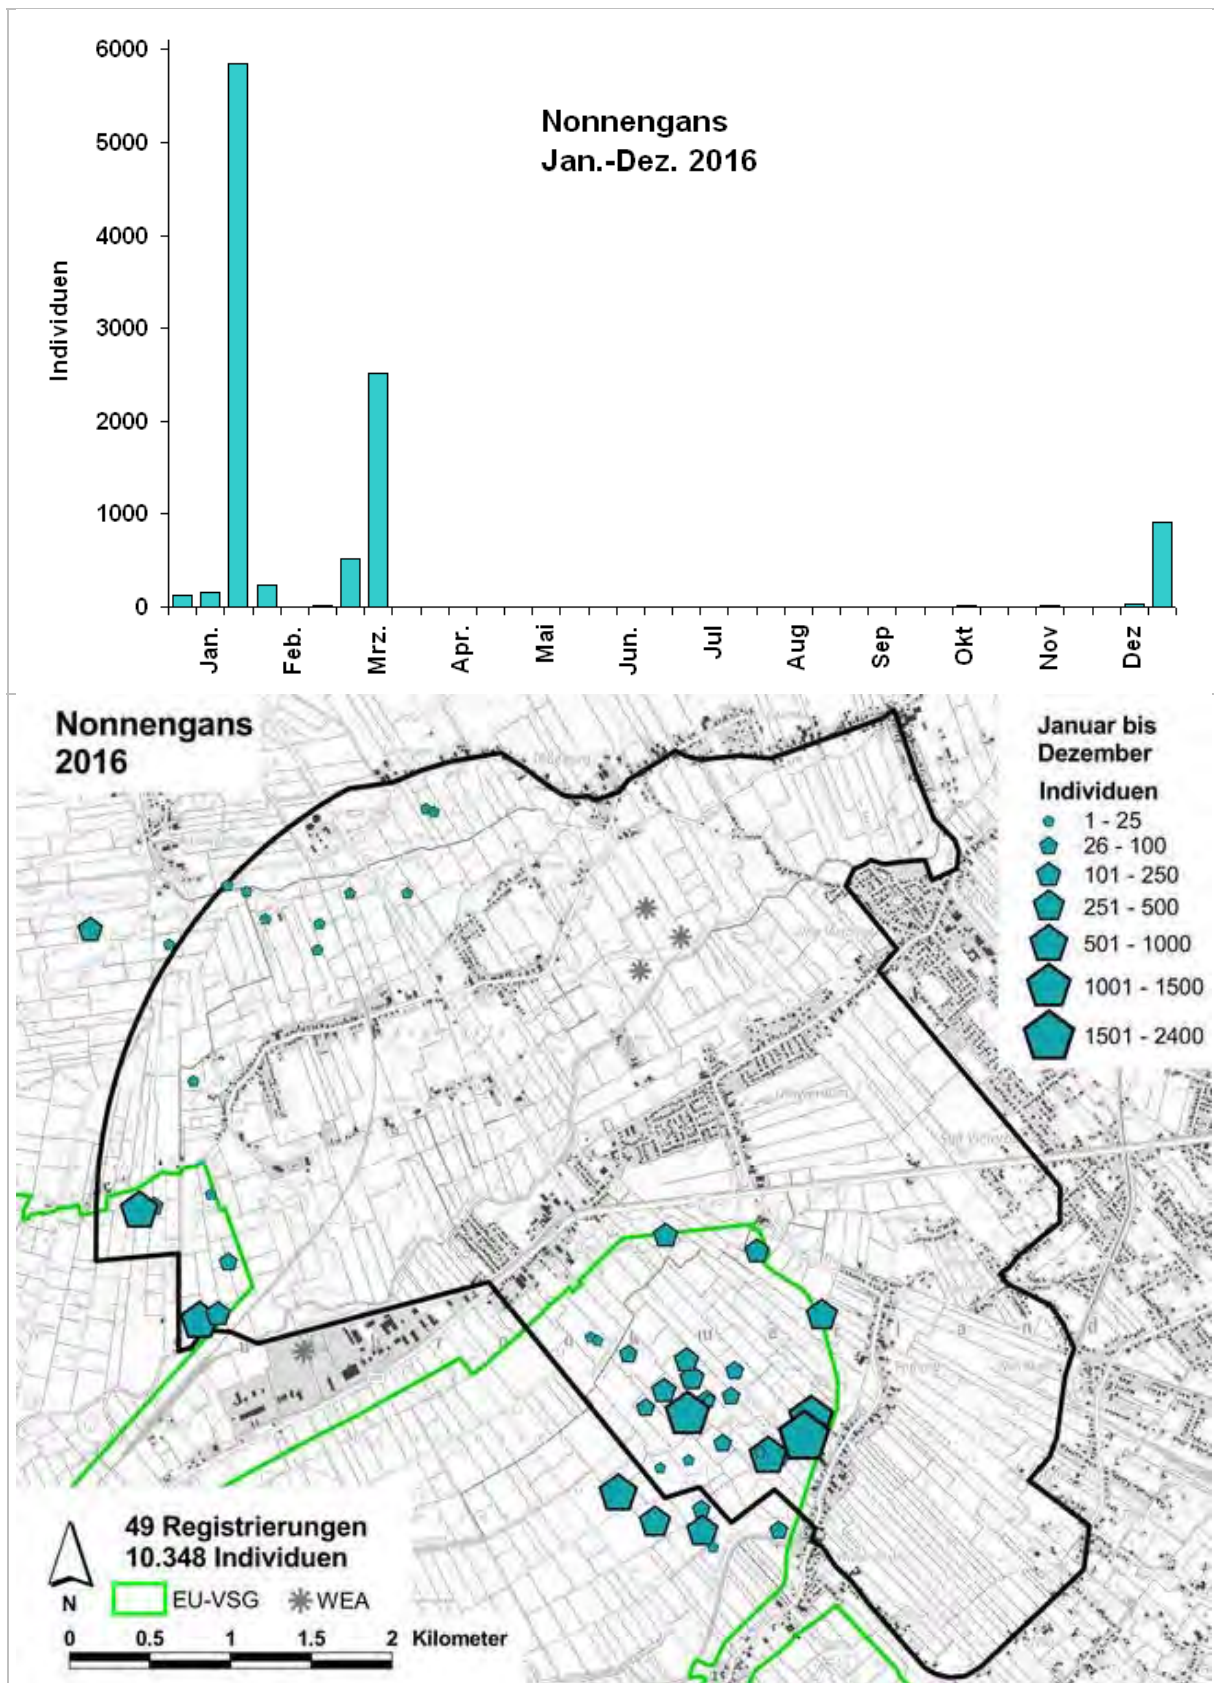 6000
5000
4000
3000
2000
1000
0
Individuen
Nonnengans
Jan.-Dez. 2016
Jan.
Feb.
Mrz.
Apr.
Mai
Jun.
Jul
Aug
Sep
Okt
Nov
Dez
Nonnengans
2016
Januar bis
Dezember
Individuen
1 - 25
26 - 100
101 - 250
251 - 500
501 - 1000
1001 - 1500
1501 - 2400
49 Registrierungen
10.348 Individuen
N
EU-VSG
WEA
0 0.5 1 1.5 2 Kilometer